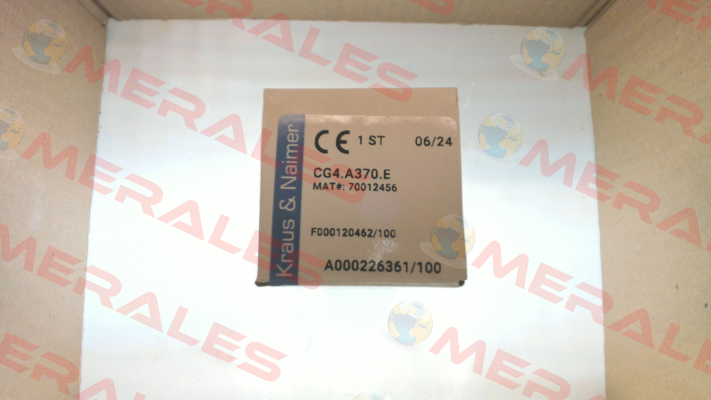 Kraus & Naimer
CE 1 ST 06/24
CG4.A370.E
MAT#: 70012456
F000120462/100
A000226361/100
MERALES
MERALES
MERALES
MERALES
MERALES
MERALES